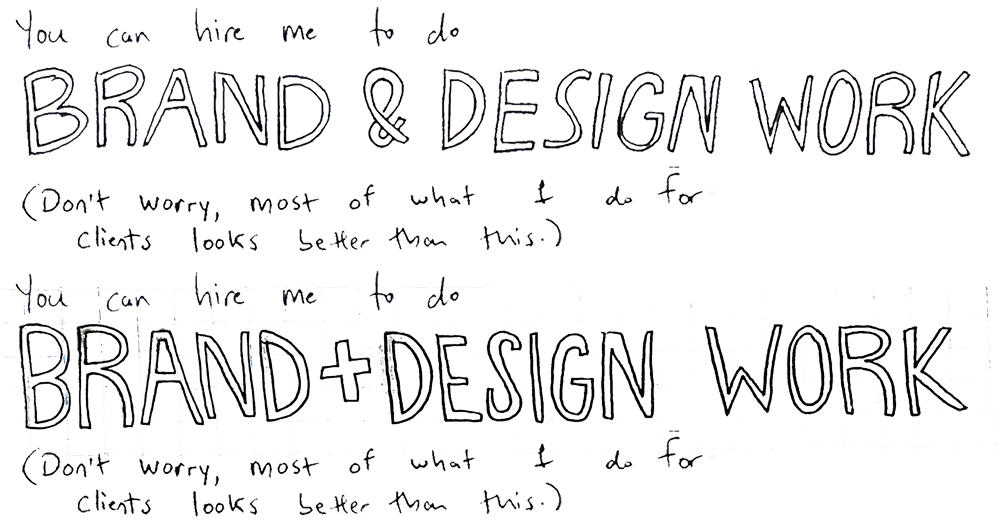 You can hire me to do
BRAND & DESIGN WORK
(Don't worry, most of what I do for
clients looks better than this.)
You can hire me to do
BRAND+DESIGN WORK
(Don't worry, most of what I do for
clients looks better than this.)